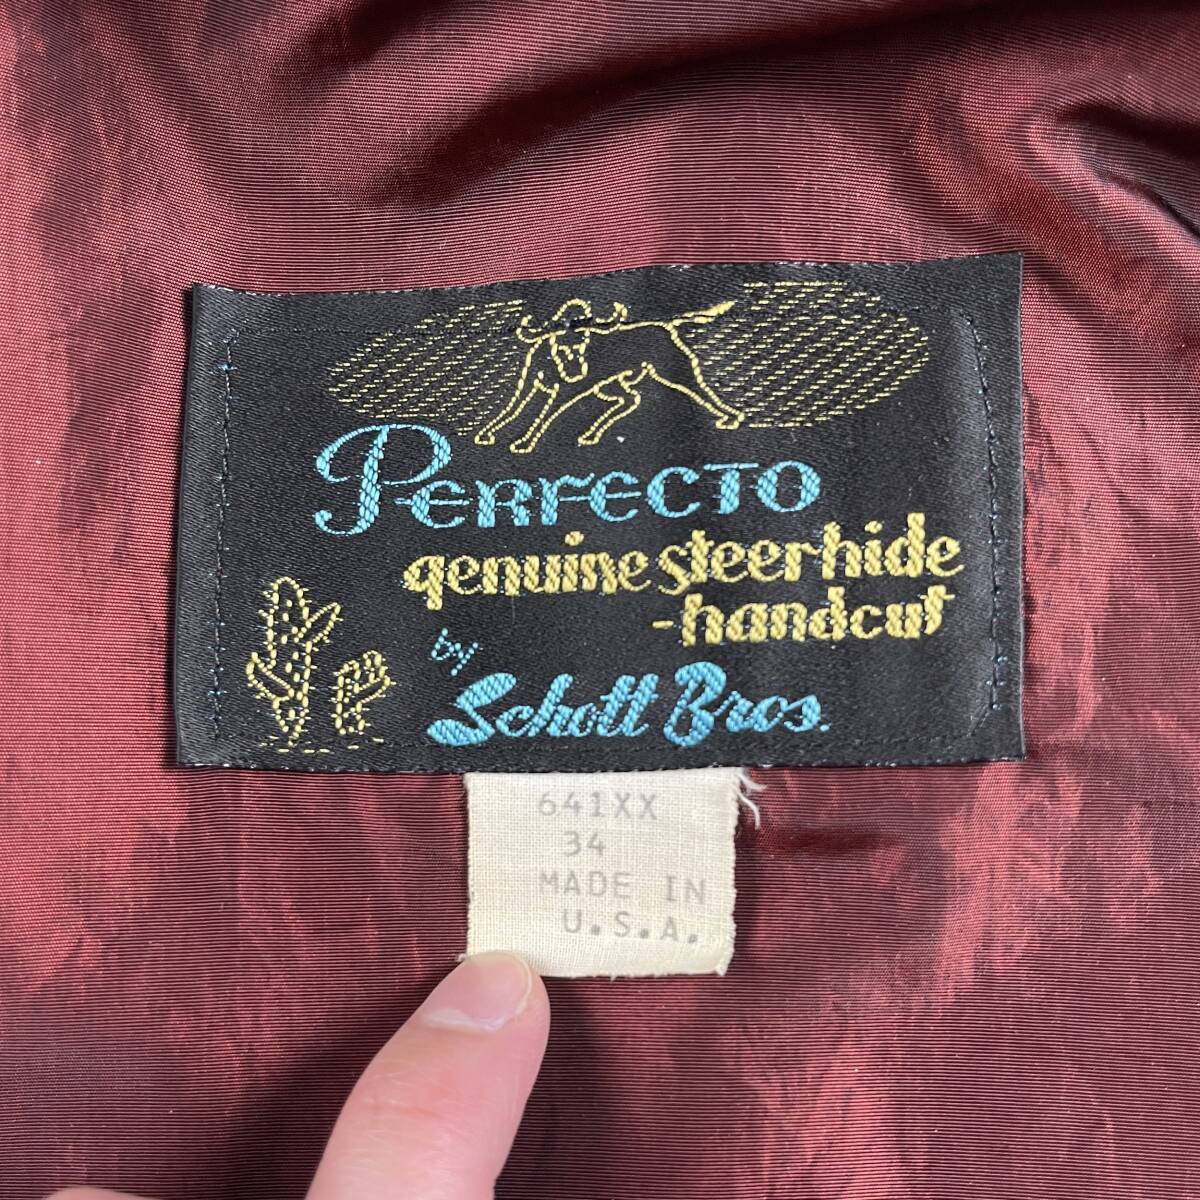 PERFECTO
genuine steerhide
-handcut
by
Schott Bros.
641XX
34
MADE IN
U.S.A.